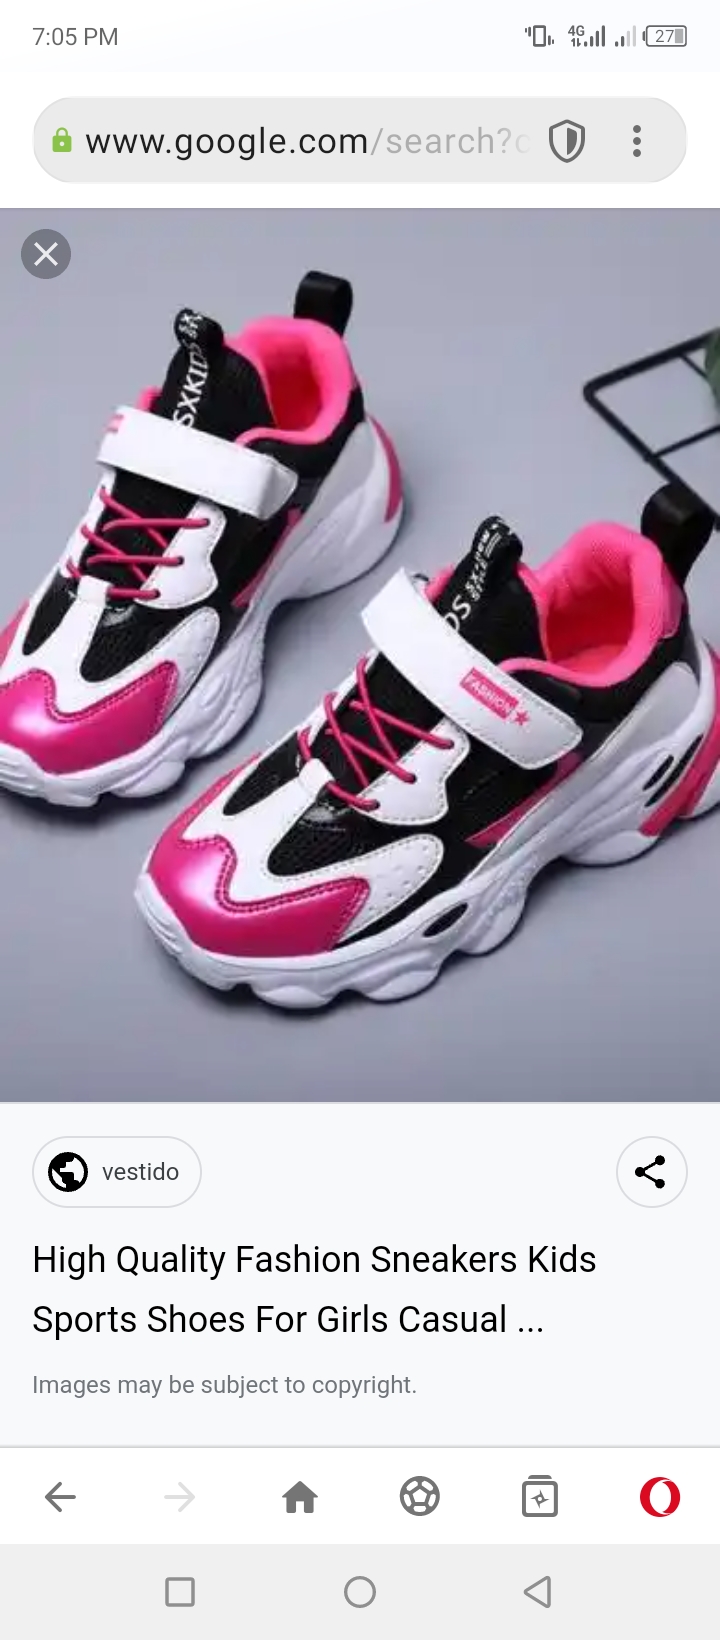 7:05 PM
4G
27
www.google.com/search?
SXKIDS
FASHION
vestido
High Quality Fashion Sneakers Kids
Sports Shoes For Girls Casual ...
Images may be subject to copyright.